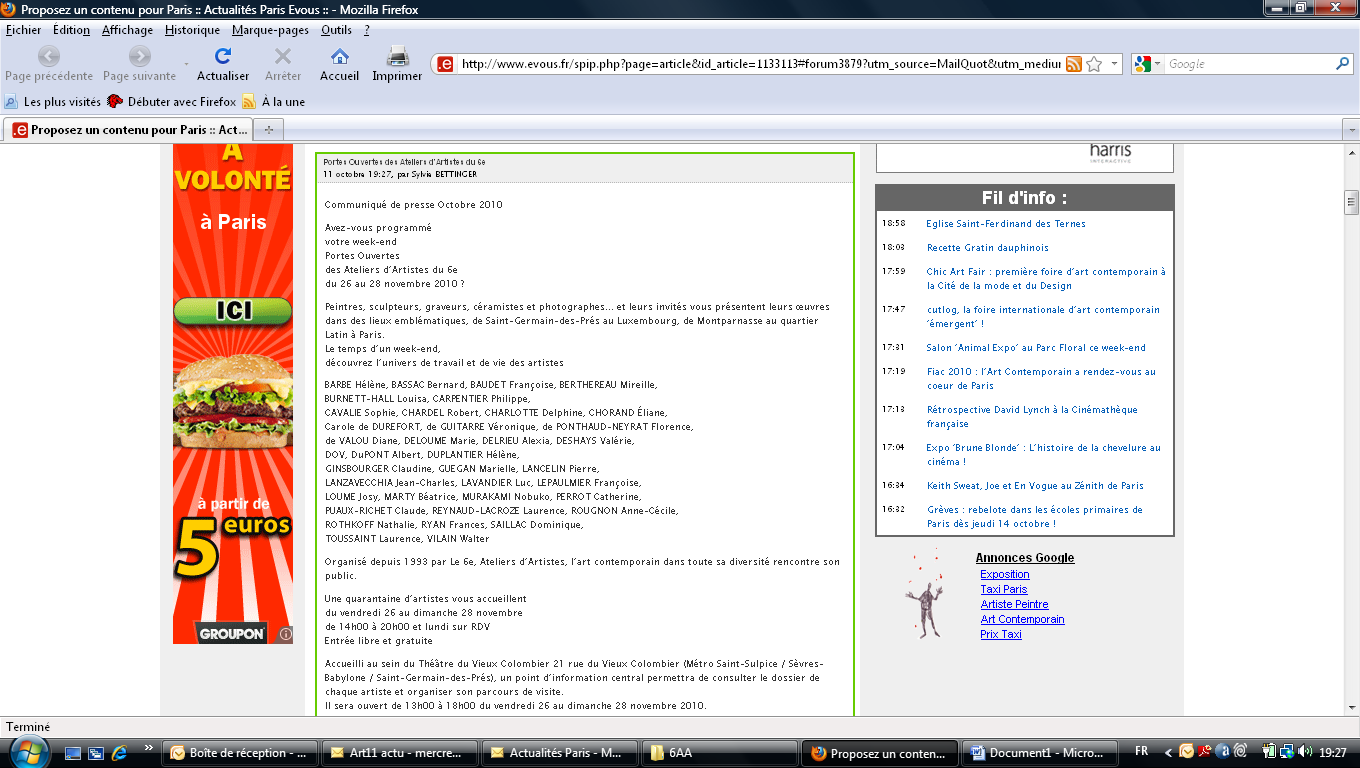 Proposez un contenu pour Paris :: Actualités Paris Evous :: - Mozilla Firefox
Fichier Édition Affichage Historique Marque-pages Outils ?
Page précédente Page suivante Actualiser Arrêter Accueil Imprimer
http://www.evous.fr/spip.php?page=article&id_article=1133113#forum3879?utm_source=MailQuot&utm_mediur
Google
Les plus visités Débuter avec Firefox À la une
Proposez un contenu pour Paris :: Act...
À
VOLONTÉ
à Paris
ICI
à partir de
5 euros
GROUPON
Portes Ouvertes des Ateliers d'Artistes du 6e
11 octobre 19:27, par Sylvie BETTINGER
Communiqué de presse Octobre 2010
Avez-vous programmé
votre week-end
Portes Ouvertes
des Ateliers d'Artistes du 6e
du 26 au 28 novembre 2010 ?
Peintres, sculpteurs, graveurs, céramistes et photographes... et leurs invités vous présentent leurs œuvres
dans des lieux emblématiques, de Saint-Germain-des-Prés au Luxembourg, de Montparnasse au quartier
Latin à Paris.
Le temps d'un week-end,
découvrez l'univers de travail et de vie des artistes
BARBE Hélène, BASSAC Bernard, BAUDET Françoise, BERTHEREAU Mireille,
BURNETT-HALL Louisa, CARPENTIER Philippe,
CAVALIE Sophie, CHARDEL Robert, CHARLOTTE Delphine, CHORAND Éliane,
Carole de DUREFORT, de GUITARRE Véronique, de PONTHAUD-NEYRAT Florence,
de VALOU Diane, DELOUME Marie, DELRIEU Alexia, DESHAYS Valérie,
DOV, DuPONT Albert, DUPLANTIER Hélène,
GINSBOURGER Claudine, GUEGAN Marielle, LANCELIN Pierre,
LANZAVECCHIA Jean-Charles, LAVANDIER Luc, LEPAULMIER Françoise,
LOUME Josy, MARTY Béatrice, MURAKAMI Nobuko, PERROT Catherine,
PUAUX-RICHET Claude, REYNAUD-LACROZE Laurence, ROUGNON Anne-Cécile,
ROTHKOFF Nathalie, RYAN Frances, SAILLAC Dominique,
TOUSSAINT Laurence, VILAIN Walter
Organisé depuis 1993 par Le 6e, Ateliers d'Artistes, l'art contemporain dans toute sa diversité rencontre son
public.
Une quarantaine d'artistes vous accueillent
du vendredi 26 au dimanche 28 novembre
de 14h00 à 20h00 et lundi sur RDV
Entrée libre et gratuite
Accueilli au sein du Théâtre du Vieux Colombier 21 rue du Vieux Colombier (Métro Saint-Sulpice / Sèvres-
Babylone / Saint-Germain-des-Prés), un point d'information central permettra de consulter le dossier de
chaque artiste et organiser son parcours de visite.
Il sera ouvert de 13h00 à 18h00 du vendredi 26 au dimanche 28 novembre 2010.
harris
INTERACTIVE
Fil d'info :
18:58 Eglise Saint-Ferdinand des Ternes
18:03 Recette Gratin dauphinois
17:59 Chic Art Fair : première foire d'art contemporain à
la Cité de la mode et du Design
17:47 cutlog, la foire internationale d'art contemporain
'émergent' !
17:31 Salon 'Animal Expo' au Parc Floral ce week-end
17:19 Fiac 2010 : l'Art Contemporain a rendez-vous au
coeur de Paris
17:13 Rétrospective David Lynch à la Cinémathèque
française
17:04 Expo 'Brune Blonde' : L'histoire de la chevelure au
cinéma !
16:34 Keith Sweat, Joe et En Vogue au Zénith de Paris
16:32 Grèves : rebelote dans les écoles primaires de
Paris dès jeudi 14 octobre !
Annonces Google
Exposition
Taxi Paris
Artiste Peintre
Art Contemporain
Prix Taxi
Terminé
Boîte de réception - ... Art11 actu - mercre... Actualités Paris - M... 6AA Proposez un conten... Document1 - Micro... FR 19:27